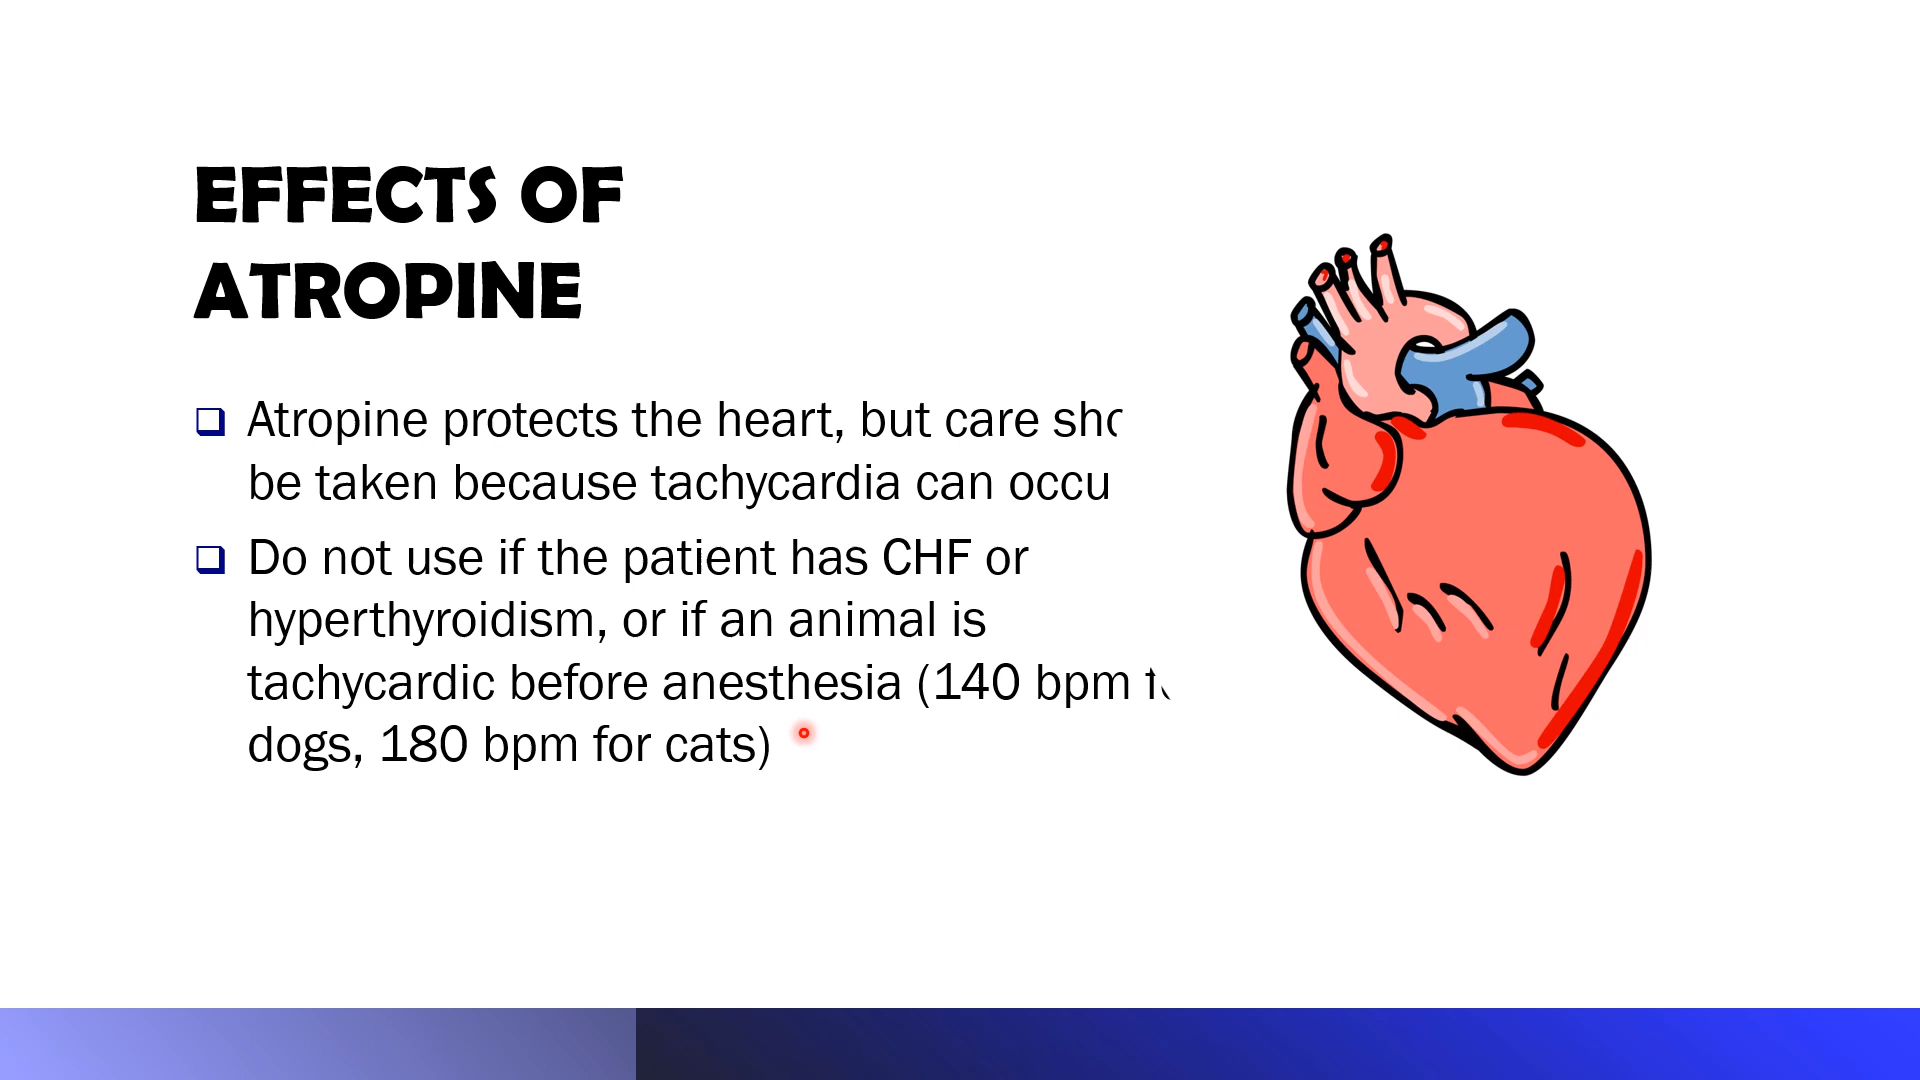 EFFECTS OF
ATROPINE
Atropine protects the heart, but care
be taken because tachycardia can
Do not use if the patient has CHF or
hyperthyroidism, or if an animal is
tachycardic before anesthesia (140 bpm
dogs, 180 bpm for cats)